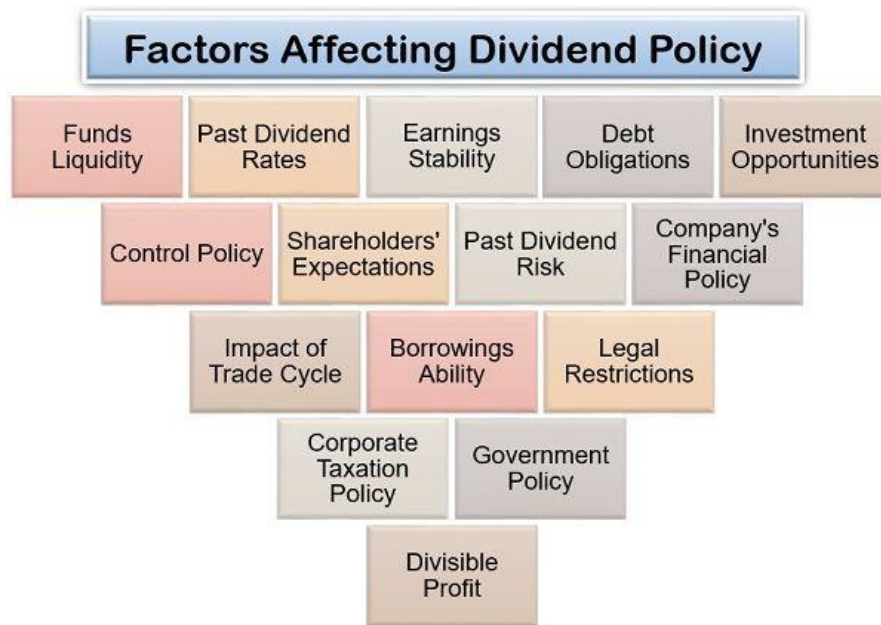 Factors Affecting Dividend Policy
Funds
Liquidity
Past Dividend
Rates
Earnings
Stability
Debt
Obligations
Investment
Opportunities
Control Policy
Shareholders'
Expectations
Past Dividend
Risk
Company's
Financial
Policy
Impact of
Trade Cycle
Borrowings
Ability
Legal
Restrictions
Corporate
Taxation
Policy
Government
Policy
Divisible
Profit